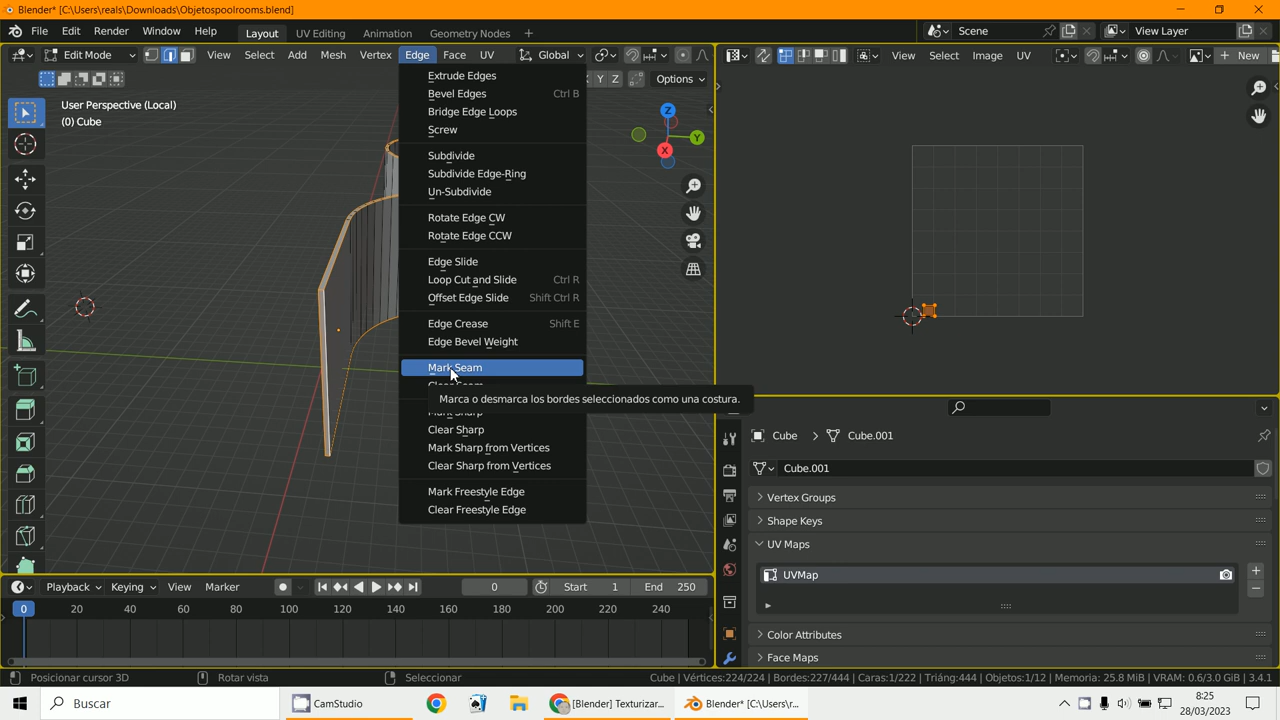 Blender* [C:\Users\reals\Downloads\Objetospoolrooms.blend]
File Edit Render Window Help Layout UV Editing Animation Geometry Nodes + Scene View Layer
Edit Mode View Select Add Mesh Vertex Edge Face UV Global View Select Image UV New
Y Z Options
User Perspective (Local)
(0) Cube
Z
Y
X
Extrude Edges
Bevel Edges Ctrl B
Bridge Edge Loops
Screw
Subdivide
Subdivide Edge-Ring
Un-Subdivide
Rotate Edge CW
Rotate Edge CCW
Edge Slide
Loop Cut and Slide Ctrl R
Offset Edge Slide Shift Ctrl R
Edge Crease Shift E
Edge Bevel Weight
Mark Seam
Clear Seam
Marca o desmarca los bordes seleccionados como una costura.
Mark Sharp
Clear Sharp
Mark Sharp from Vertices
Clear Sharp from Vertices
Mark Freestyle Edge
Clear Freestyle Edge
Cube > Cube.001
Cube.001
Vertex Groups
Shape Keys
UV Maps
UVMap
Color Attributes
Face Maps
Playback Keying View Marker 0 Start 1 End 250
0 20 40 60 80 100 120 140 160 180 200 220 240
Posicionar cursor 3D Rotar vista Seleccionar Cube | Vértices:224/224 | Bordes:227/444 | Caras:1/222 | Triáng:444 | Objetos:1/12 | Memoria: 25.8 MiB | VRAM: 0.6/3.0 GiB | 3.4.1
Buscar CamStudio [Blender] Texturizar... Blender* [C:\Users\r... 8:25
28/03/2023